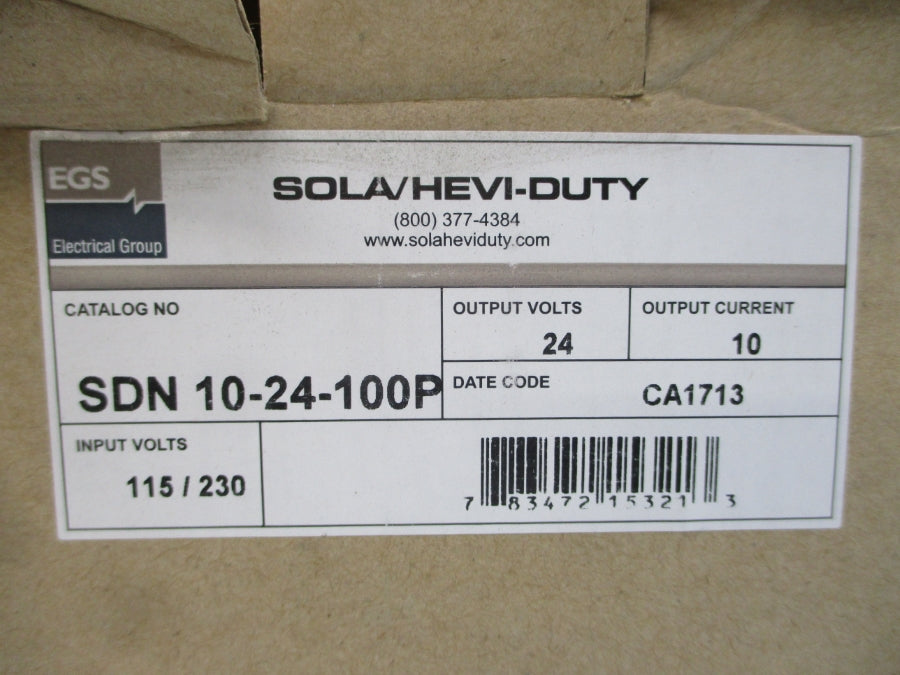 EGS
Electrical Group
SOLA/HEVI-DUTY
(800) 377-4384
www.solaheviduty.com
CATALOG NO
SDN 10-24-100P
OUTPUT VOLTS
24
OUTPUT CURRENT
10
DATE CODE
CA1713
INPUT VOLTS
115 / 230
7 83472 15321 3